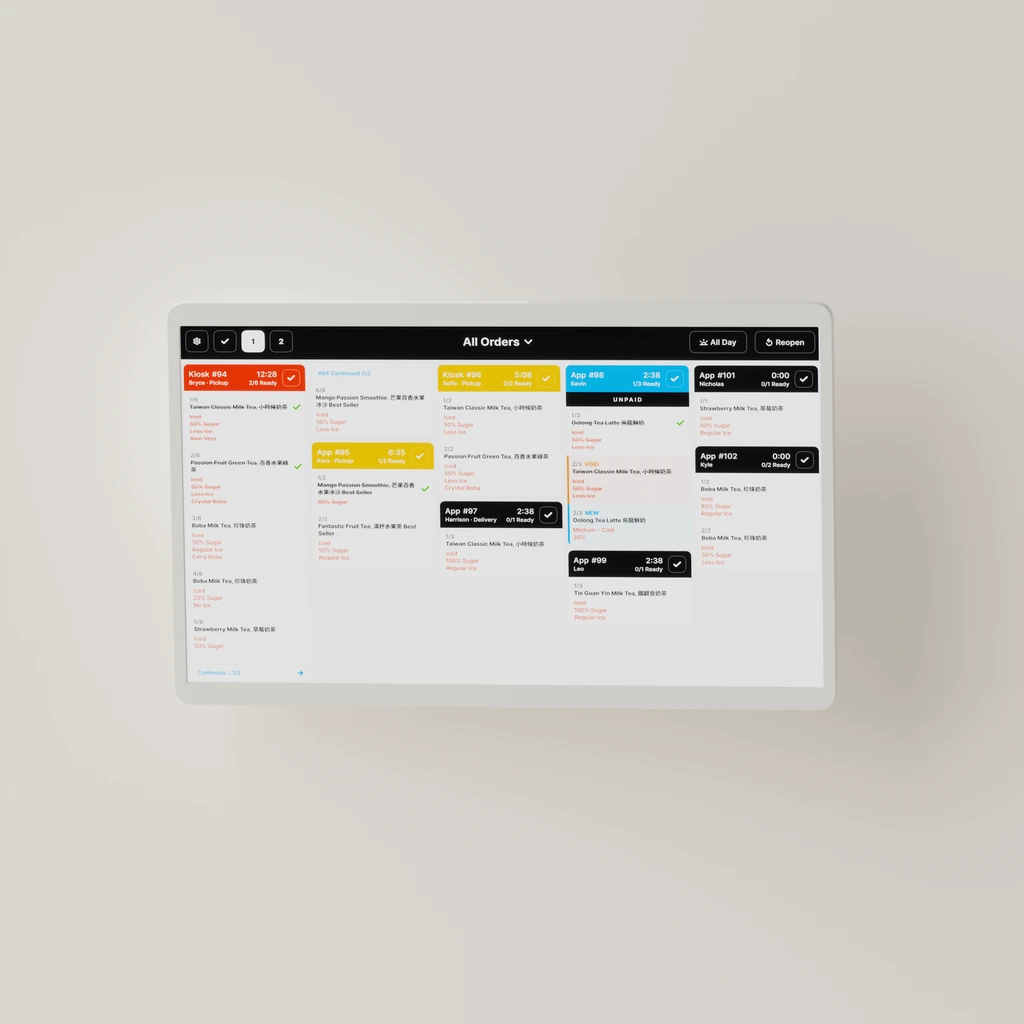 1
2
All Orders
All Day
Reopen
Kiosk #94 12:28
Bryce · Pickup 2/6 Ready
1/6
Taiwan Classic Milk Tea, 小時候奶茶
Iced
50% Sugar
Less Ice
Aloe Vera
2/6
Passion Fruit Green Tea, 百香水果綠
茶
Iced
50% Sugar
Less Ice
Crystal Boba
3/6
Boba Milk Tea, 珍珠奶茶
Iced
50% Sugar
Regular Ice
Extra Boba
4/6
Boba Milk Tea, 珍珠奶茶
Iced
20% Sugar
No Ice
5/6
Strawberry Milk Tea, 草莓奶茶
Iced
50% Sugar
Continues... 1/2
#94 Continued 2/2
6/6
Mango Passion Smoothie, 芒果百香水果
冰沙 Best Seller
Iced
50% Sugar
Less Ice
App #95 6:35
Kara · Pickup 1/2 Ready
1/2
Mango Passion Smoothie, 芒果百香
水果冰沙 Best Seller
50% Sugar
2/2
Fantastic Fruit Tea, 滿杯水果茶 Best
Seller
Iced
50% Sugar
Regular Ice
Kiosk #96 5:08
Sofie · Pickup 0/2 Ready
1/2
Taiwan Classic Milk Tea, 小時候奶茶
Iced
50% Sugar
Less Ice
2/2
Passion Fruit Green Tea, 百香水果綠茶
Iced
50% Sugar
Less Ice
Crystal Boba
App #97 2:38
Harrison · Delivery 0/1 Ready
1/3
Taiwan Classic Milk Tea, 小時候奶茶
Iced
100% Sugar
Regular Ice
App #98 2:38
Kevin 1/3 Ready
UNPAID
1/3
Oolong Tea Latte 烏龍鮮奶
Iced
50% Sugar
Less Ice
2/3 VOID
Taiwan Classic Milk Tea, 小時候奶茶
Iced
50% Sugar
Less Ice
2/3 NEW
Oolong Tea Latte 烏龍鮮奶
Medium - Cold
30%
App #99 2:38
Leo 0/1 Ready
1/3
Tie Guan Yin Milk Tea, 鐵觀音奶茶
Iced
100% Sugar
Regular Ice
App #101 0:00
Nicholas 0/1 Ready
1/1
Strawberry Milk Tea, 草莓奶茶
Iced
80% Sugar
Regular Ice
App #102 0:00
Kyle 0/2 Ready
1/2
Boba Milk Tea, 珍珠奶茶
Iced
80% Sugar
Regular Ice
2/2
Boba Milk Tea, 珍珠奶茶
Iced
50% Sugar
Less Ice